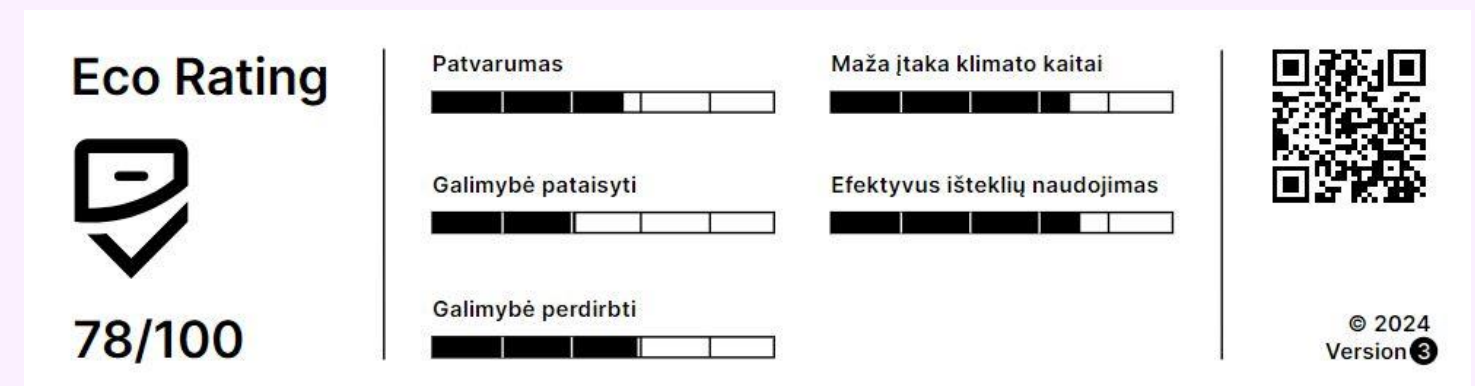 Eco Rating
78/100
Patvarumas
Galimybė pataisyti
Galimybė perdirbti
Maža įtaka klimato kaitai
Efektyvus išteklių naudojimas
© 2024
Version 3